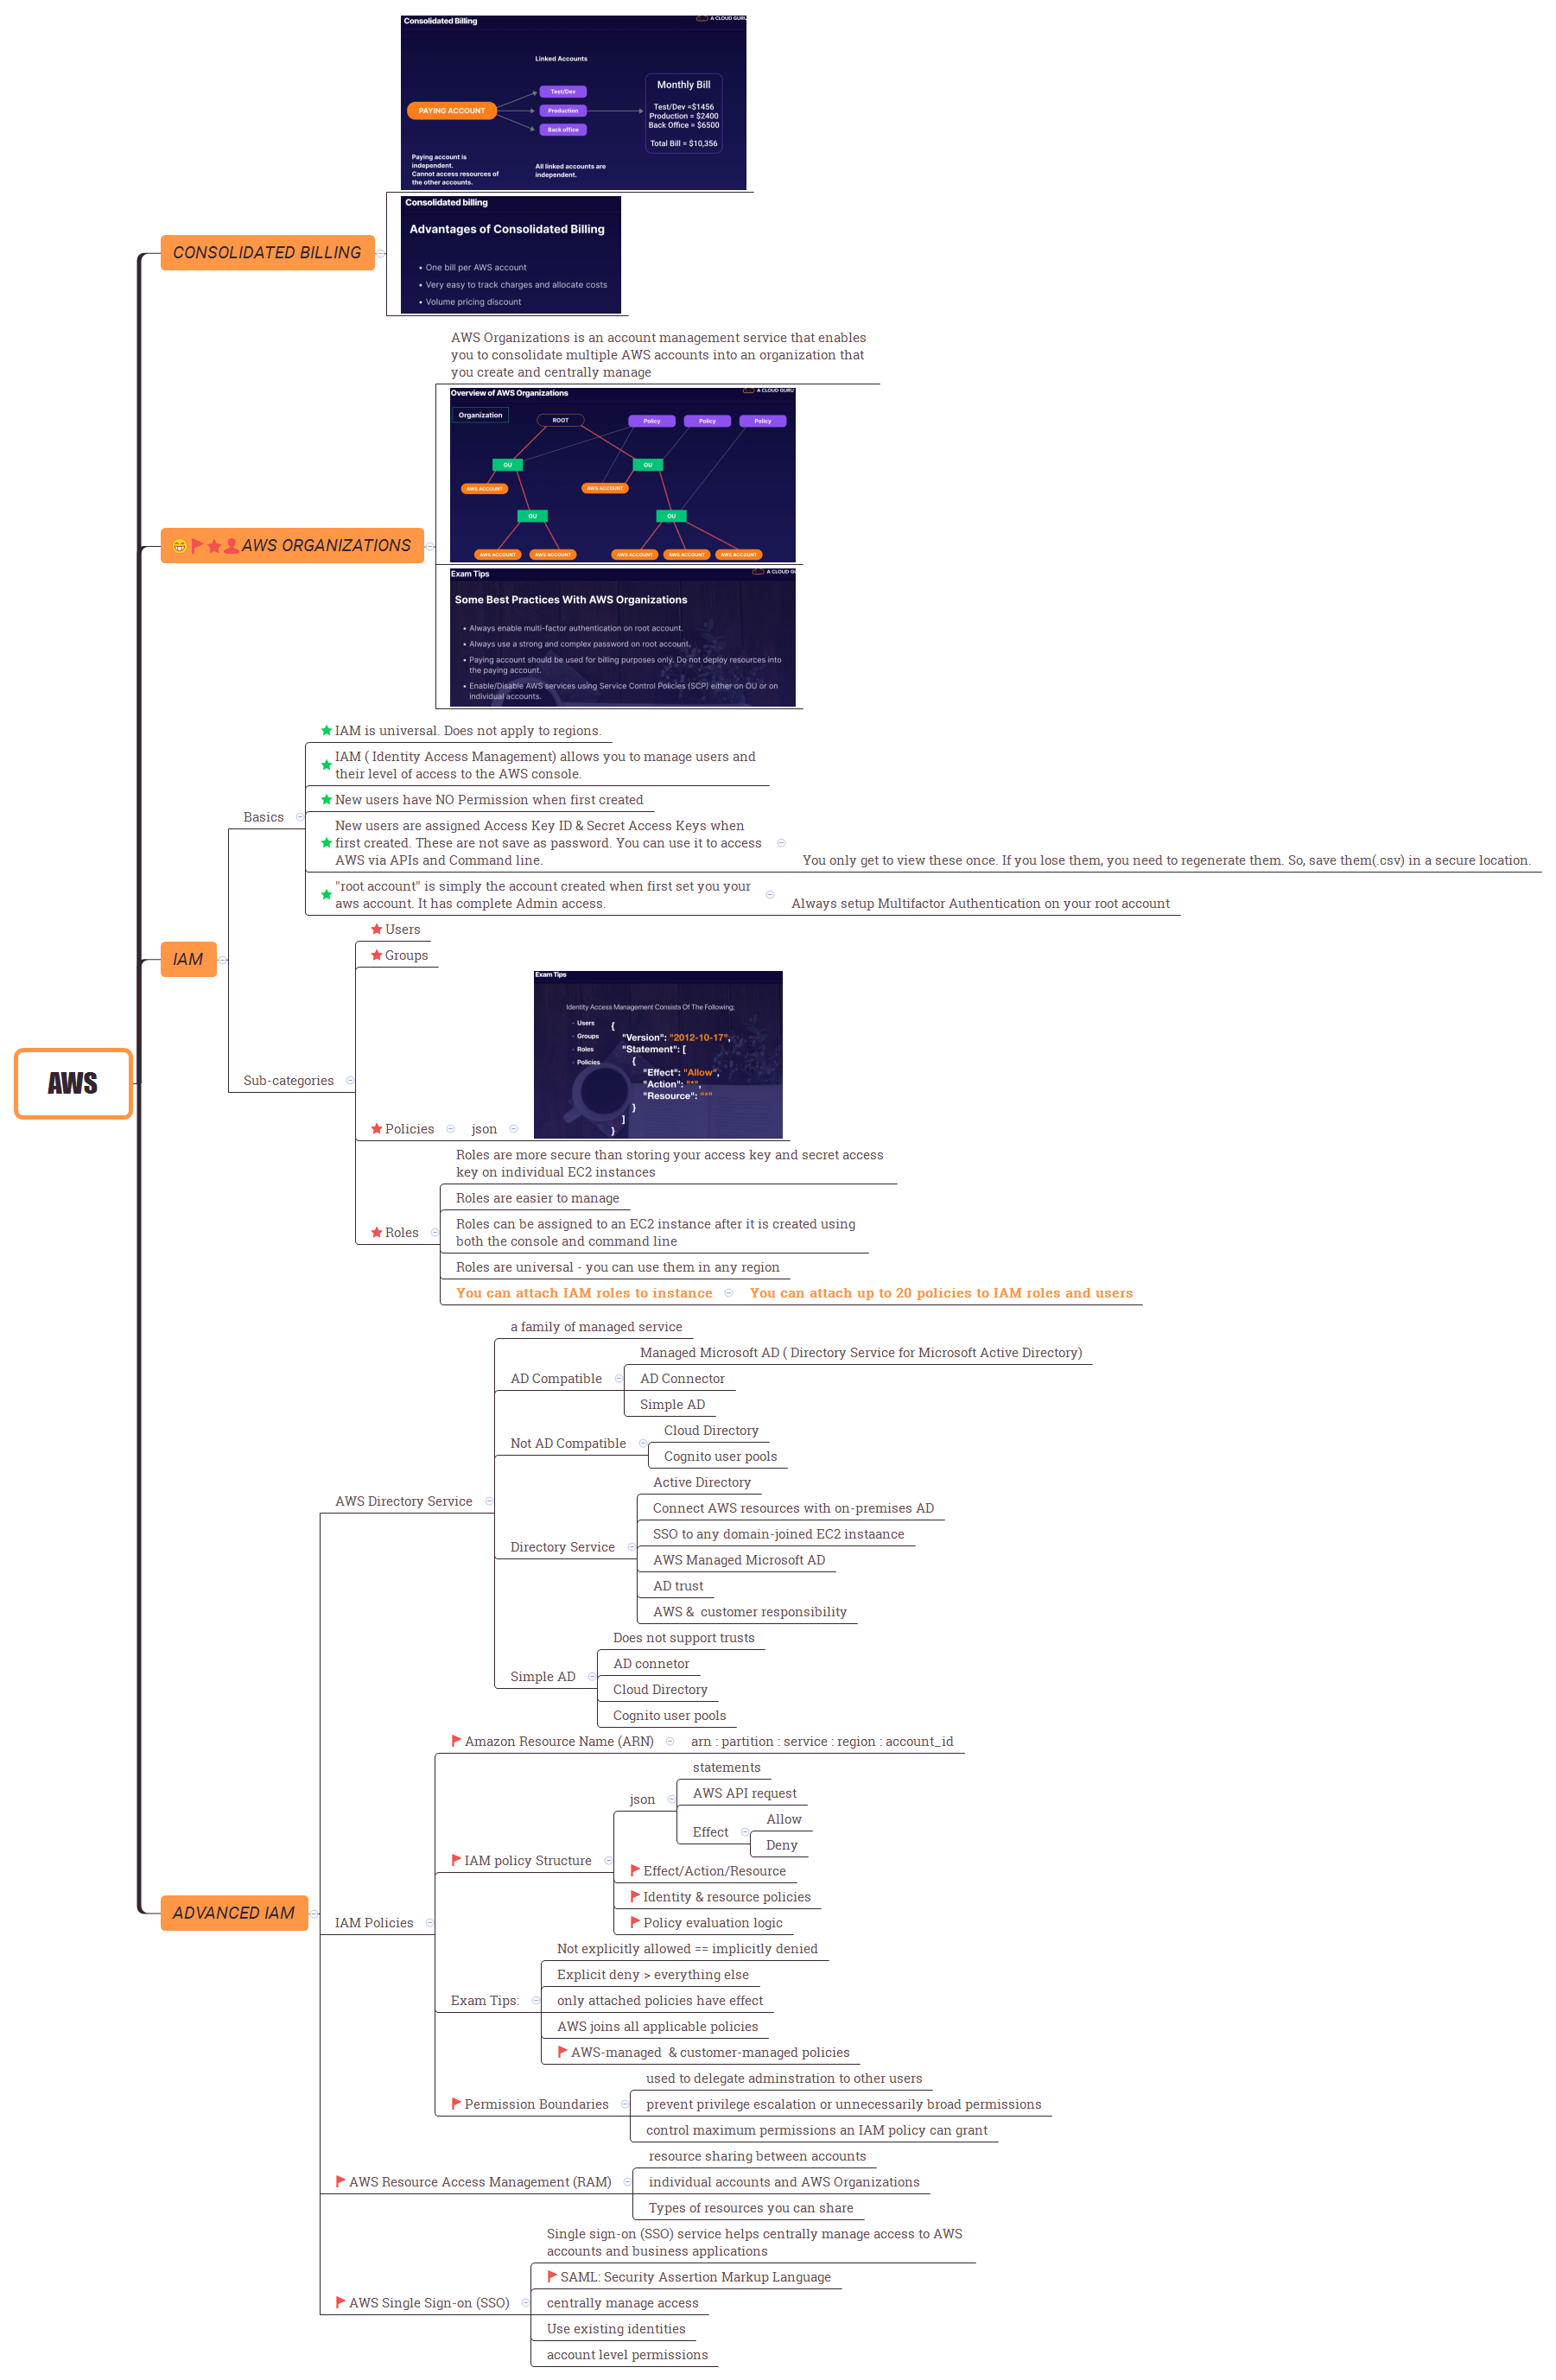 Consolidated Billing
A CLOUD GURU
Linked Accounts
PAYING ACCOUNT
Test/Dev
Production
Back office
Monthly Bill
Test/Dev =$1456
Production = $2400
Back Office = $6500
Total Bill = $10,356
Paying account is
independent.
Cannot access resources of
the other accounts.
All linked accounts are
independent.
Consolidated billing
Advantages of Consolidated Billing
• One bill per AWS account
• Very easy to track charges and allocate costs
• Volume pricing discount
CONSOLIDATED BILLING
AWS Organizations is an account management service that enables
you to consolidate multiple AWS accounts into an organization that
you create and centrally manage
Overview of AWS Organizations
A CLOUD GURU
Organization
ROOT
Policy
Policy
Policy
OU
OU
AWS ACCOUNT
AWS ACCOUNT
OU
OU
AWS ACCOUNT
AWS ACCOUNT
AWS ACCOUNT
AWS ACCOUNT
AWS ACCOUNT
AWS ORGANIZATIONS
Exam Tips
A CLOUD GU
Some Best Practices With AWS Organizations
• Always enable multi-factor authentication on root account.
• Always use a strong and complex password on root account.
• Paying account should be used for billing purposes only. Do not deploy resources into
the paying account.
• Enable/Disable AWS services using Service Control Policies (SCP) either on OU or on
individual accounts.
IAM is universal. Does not apply to regions.
IAM ( Identity Access Management) allows you to manage users and
their level of access to the AWS console.
New users have NO Permission when first created
Basics
New users are assigned Access Key ID & Secret Access Keys when
first created. These are not save as password. You can use it to access
AWS via APIs and Command line.
You only get to view these once. If you lose them, you need to regenerate them. So, save them(.csv) in a secure location.
"root account" is simply the account created when first set you your
aws account. It has complete Admin access.
Always setup Multifactor Authentication on your root account
IAM
Users
Groups
Exam Tips
Identity Access Management Consists Of The Following;
• Users
• Groups
• Roles
• Policies
{
"Version": "2012-10-17",
"Statement": [
{
"Effect": "Allow",
"Action": "*",
"Resource": "*"
}
]
}
AWS
Sub-categories
Policies
json
Roles are more secure than storing your access key and secret access
key on individual EC2 instances
Roles are easier to manage
Roles
Roles can be assigned to an EC2 instance after it is created using
both the console and command line
Roles are universal - you can use them in any region
You can attach IAM roles to instance
You can attach up to 20 policies to IAM roles and users
a family of managed service
AD Compatible
Managed Microsoft AD ( Directory Service for Microsoft Active Directory)
AD Connector
Simple AD
Not AD Compatible
Cloud Directory
Cognito user pools
AWS Directory Service
Directory Service
Active Directory
Connect AWS resources with on-premises AD
SSO to any domain-joined EC2 instaance
AWS Managed Microsoft AD
AD trust
AWS &  customer responsibility
Simple AD
Does not support trusts
AD connetor
Cloud Directory
Cognito user pools
Amazon Resource Name (ARN)
arn : partition : service : region : account_id
IAM policy Structure
json
statements
AWS API request
Effect
Allow
Deny
Effect/Action/Resource
Identity & resource policies
Policy evaluation logic
ADVANCED IAM
IAM Policies
Exam Tips:
Not explicitly allowed == implicitly denied
Explicit deny > everything else
only attached policies have effect
AWS joins all applicable policies
AWS-managed  & customer-managed policies
Permission Boundaries
used to delegate adminstration to other users
prevent privilege escalation or unnecessarily broad permissions
control maximum permissions an IAM policy can grant
AWS Resource Access Management (RAM)
resource sharing between accounts
individual accounts and AWS Organizations
Types of resources you can share
AWS Single Sign-on (SSO)
Single sign-on (SSO) service helps centrally manage access to AWS
accounts and business applications
SAML: Security Assertion Markup Language
centrally manage access
Use existing identities
account level permissions